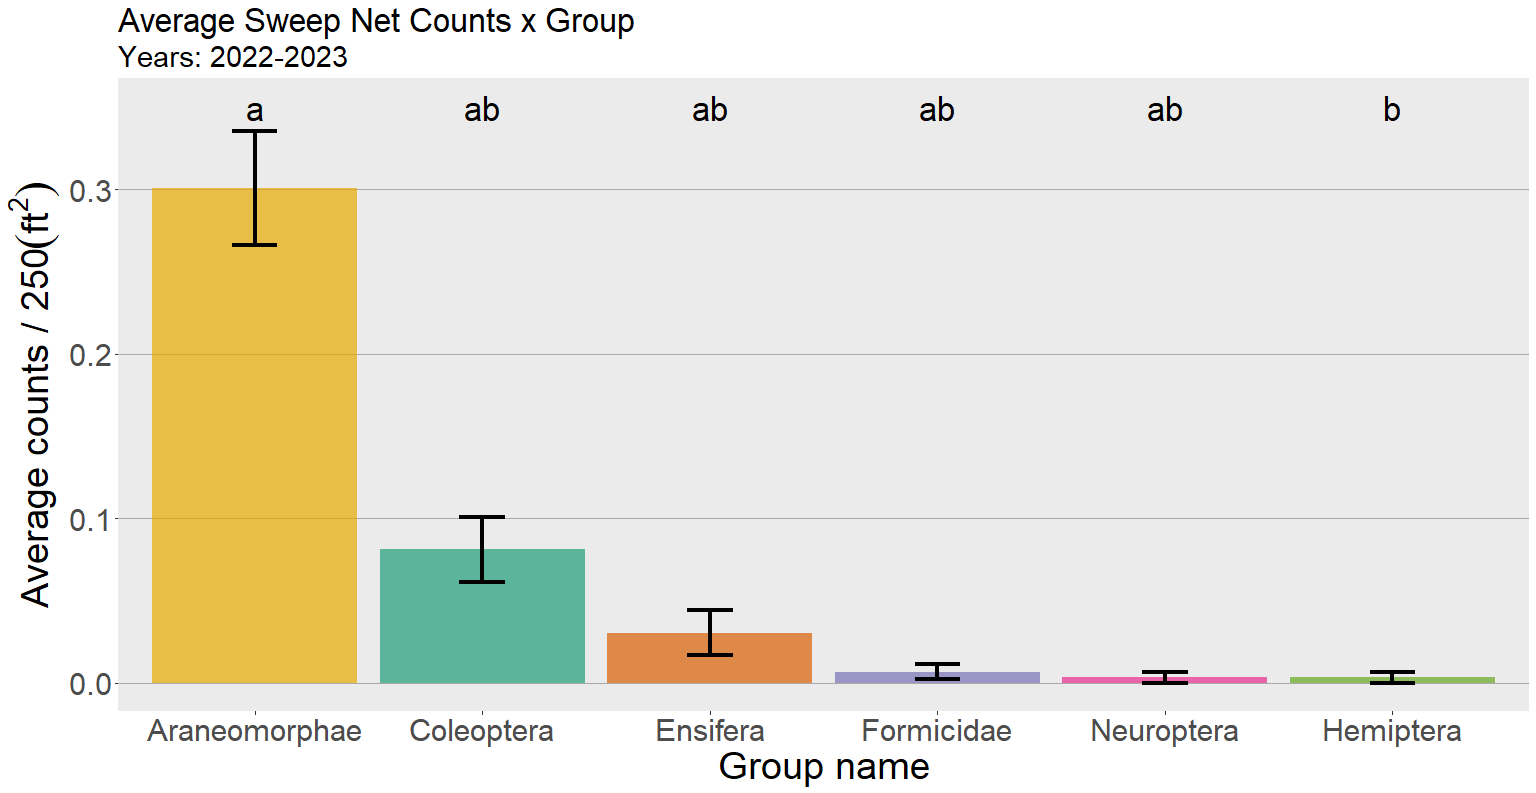 Average Sweep Net Counts x Group
Years: 2022-2023
a ab ab ab ab b
Average counts / 250(ft²)
0.3
0.2
0.1
0.0
Araneomorphae Coleoptera Ensifera Formicidae Neuroptera Hemiptera
Group name